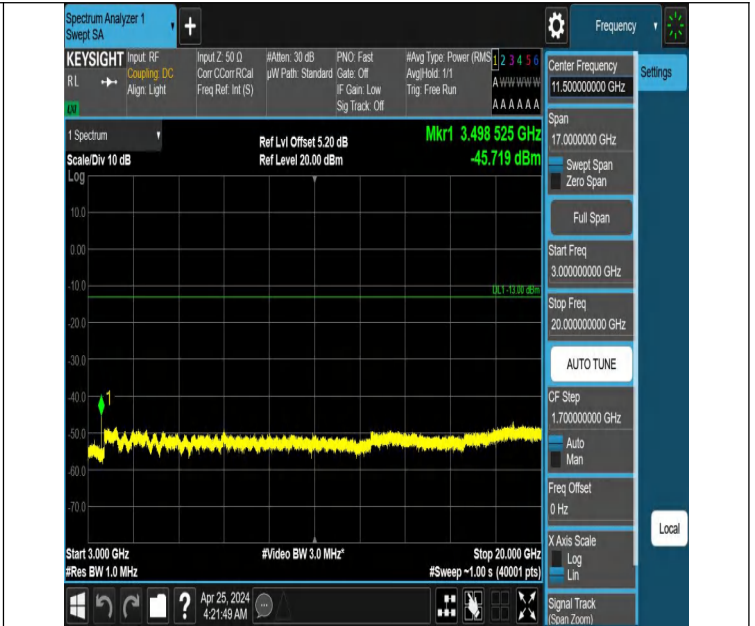 Spectrum Analyzer 1
Swept SA
+
Frequency
KEYSIGHT
RL
LXI
Input: RF
Coupling: DC
Align: Light
Input Z: 50 Ω
Corr CCorr RCal
Freq Ref: Int (S)
#Atten: 30 dB
µW Path: Standard
PNO: Fast
Gate: Off
IF Gain: Low
Sig Track: Off
#Avg Type: Power (RMS
Avg|Hold: 1/1
Trig: Free Run
1 2 3 4 5 6
A W W W W W
A A A A A A
1 Spectrum
Scale/Div 10 dB
Ref Lvl Offset 5.20 dB
Ref Level 20.00 dBm
Mkr1 3.498 525 GHz
-45.719 dBm
Log
10.0
0.00
-10.0
-20.0
-30.0
-40.0
-50.0
-60.0
-70.0
DL1 -13.00 dBm
1
Start 3.000 GHz
#Res BW 1.0 MHz
#Video BW 3.0 MHz*
Stop 20.000 GHz
#Sweep ~1.00 s (40001 pts)
?
Apr 25, 2024
4:21:49 AM
Center Frequency
11.500000000 GHz
Span
17.0000000 GHz
Swept Span
Zero Span
Full Span
Start Freq
3.000000000 GHz
Stop Freq
20.000000000 GHz
AUTO TUNE
CF Step
1.700000000 GHz
Auto
Man
Freq Offset
0 Hz
X Axis Scale
Log
Lin
Signal Track
(Span Zoom)
Settings
Local